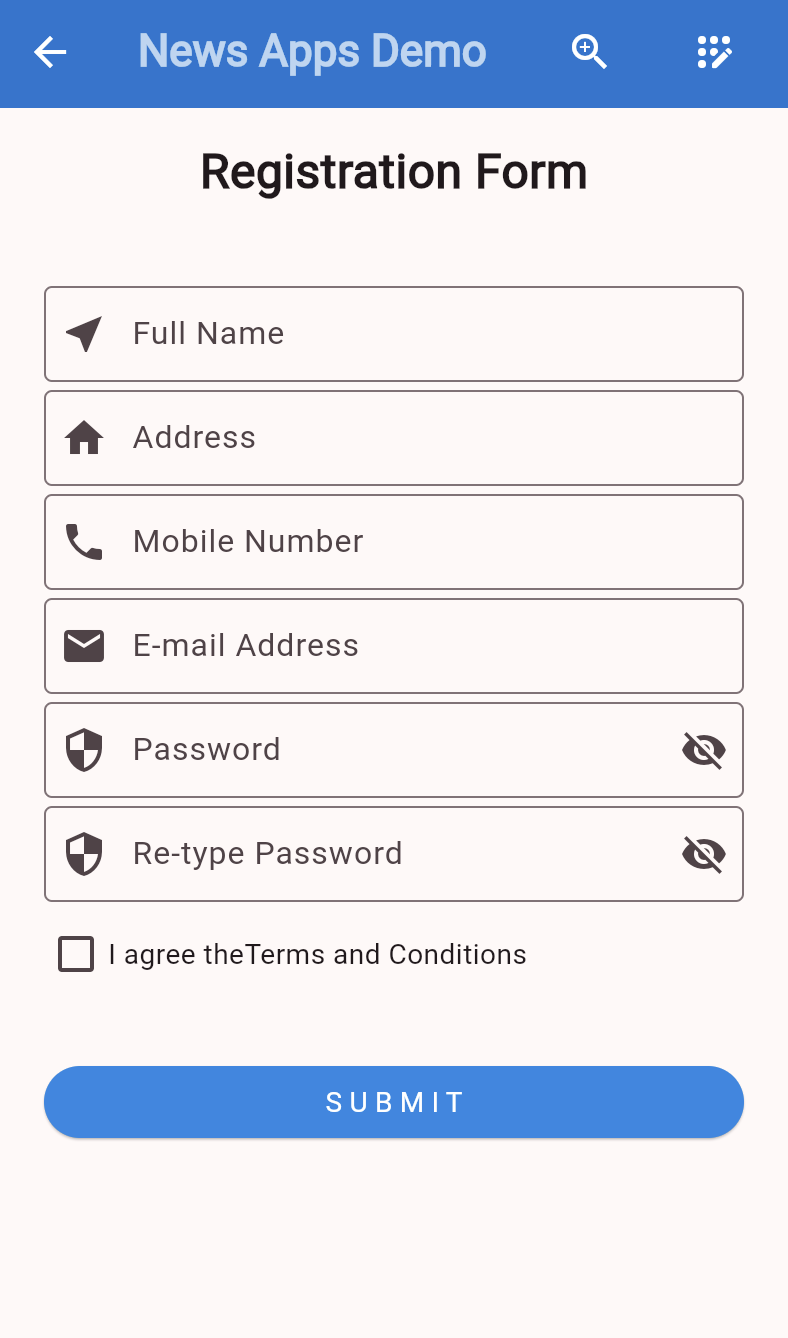 News Apps Demo
Registration Form
Full Name
Address
Mobile Number
E-mail Address
Password
Re-type Password
I agree theTerms and Conditions
SUBMIT